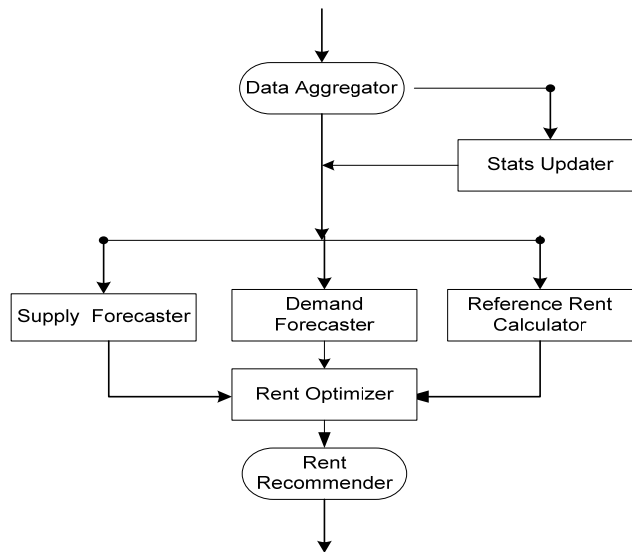 Data Aggregator
Stats Updater
Supply Forecaster
Demand
Forecaster
Reference Rent
Calculator
Rent Optimizer
Rent
Recommender